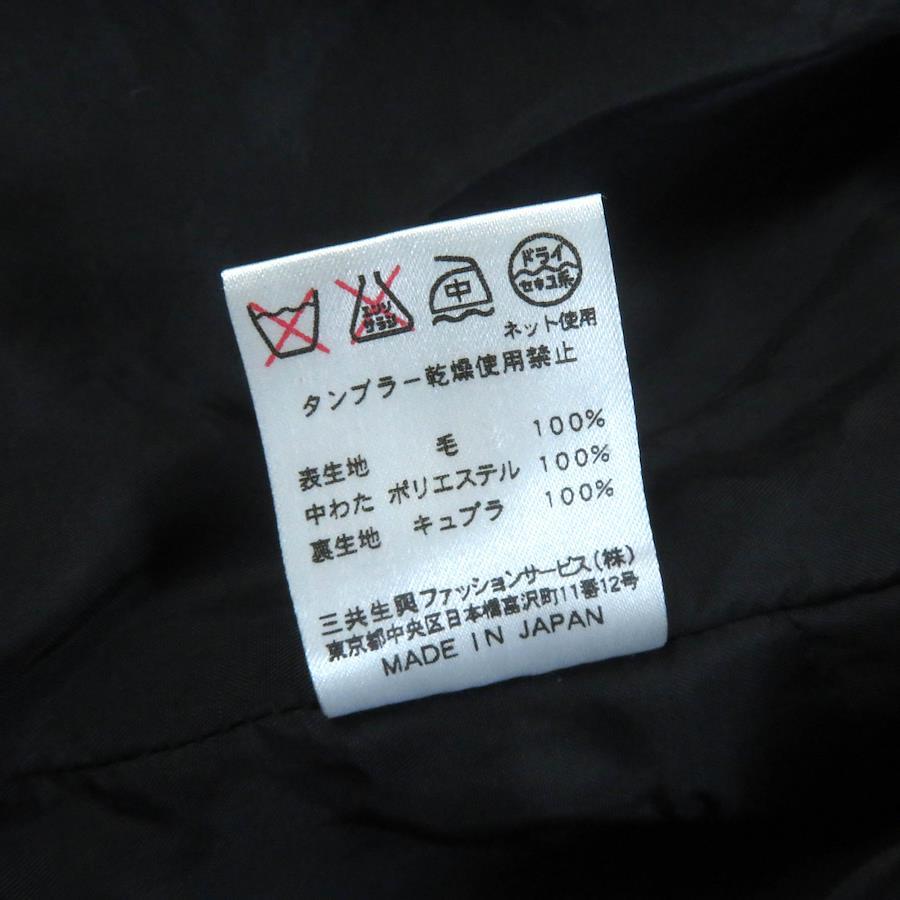 エンソ
サラシ
中
ドライ
セキユ系
ネット使用
タンブラー乾燥使用禁止
表生地 毛 100%
中わた ポリエステル 100%
裏生地 キュプラ 100%
三共生興ファッションサービス(株)
東京都中央区日本橋富沢町11番12号
MADE IN JAPAN